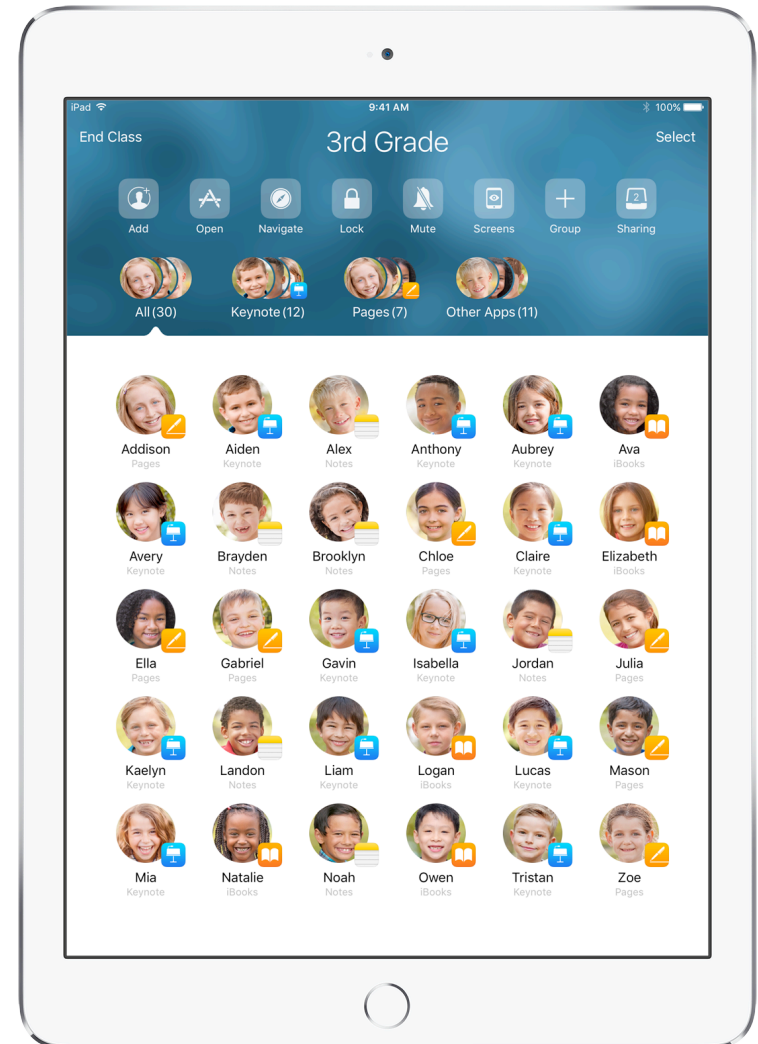 iPad 9:41 AM 100%
End Class 3rd Grade Select
Add Open Navigate Lock Mute Screens Group 2 Sharing
All (30) Keynote (12) Pages (7) Other Apps (11)
Addison Aiden Alex Anthony Aubrey Ava
Pages Keynote Notes Keynote Keynote iBooks
Avery Brayden Brooklyn Chloe Claire Elizabeth
Keynote Notes Notes Pages Keynote iBooks
Ella Gabriel Gavin Isabella Jordan Julia
Pages Pages Keynote Keynote Notes Pages
Kaelyn Landon Liam Logan Lucas Mason
Keynote Notes Keynote iBooks Keynote Pages
Mia Natalie Noah Owen Tristan Zoe
Keynote iBooks Notes iBooks Keynote Pages